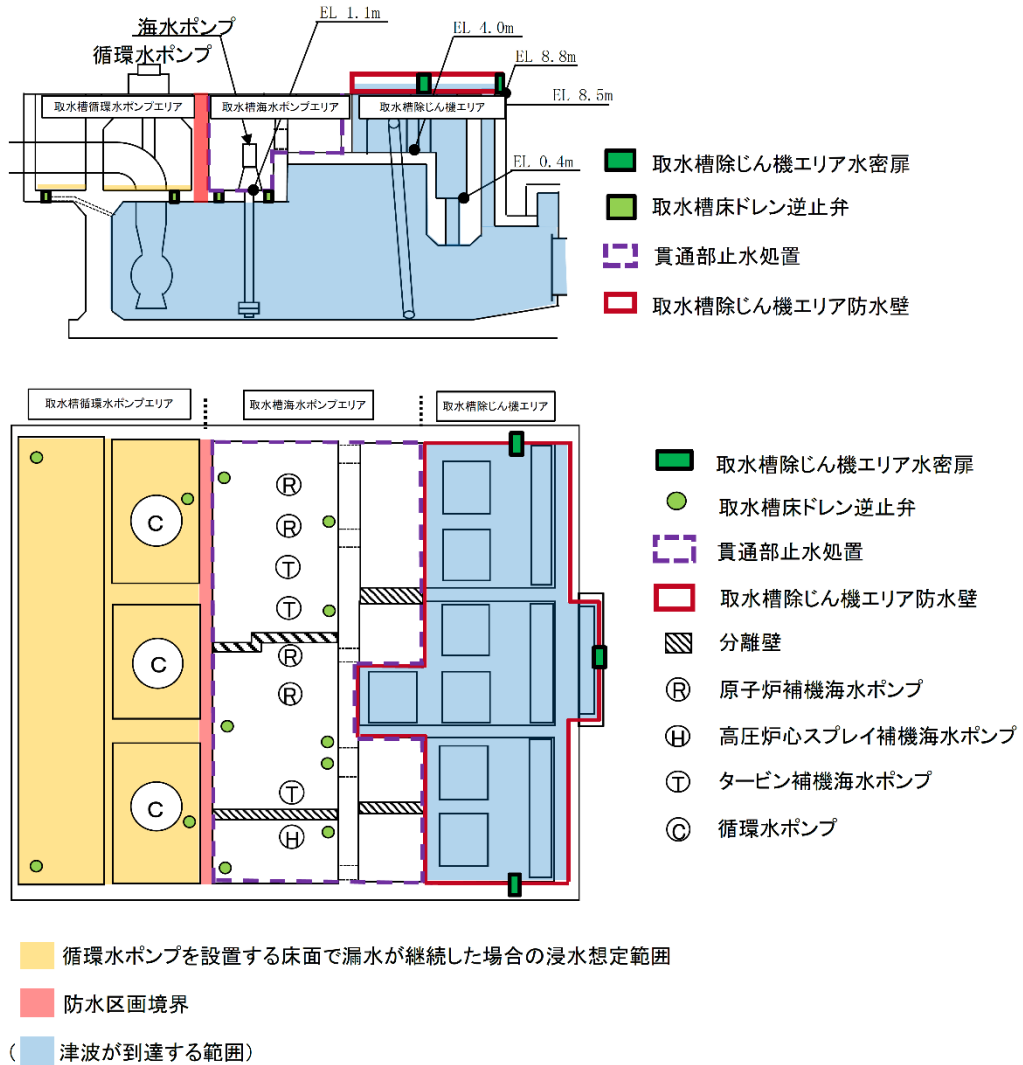 EL 1.1m
海水ポンプ
循環水ポンプ
EL 4.0m
EL 8.8m
EL 8.5m
取水槽循環水ポンプエリア
取水槽海水ポンプエリア
取水槽除じん機エリア
EL 0.4m
取水槽除じん機エリア水密扉
取水槽床ドレン逆止弁
貫通部止水処置
取水槽除じん機エリア防水壁
取水槽循環水ポンプエリア
取水槽海水ポンプエリア
取水槽除じん機エリア
C
C
C
R
R
T
T
R
R
T
H
取水槽除じん機エリア水密扉
取水槽床ドレン逆止弁
貫通部止水処置
取水槽除じん機エリア防水壁
分離壁
R 原子炉補機海水ポンプ
H 高圧炉心スプレイ補機海水ポンプ
T タービン補機海水ポンプ
C 循環水ポンプ
循環水ポンプを設置する床面で漏水が継続した場合の浸水想定範囲
防水区画境界
( 津波が到達する範囲)